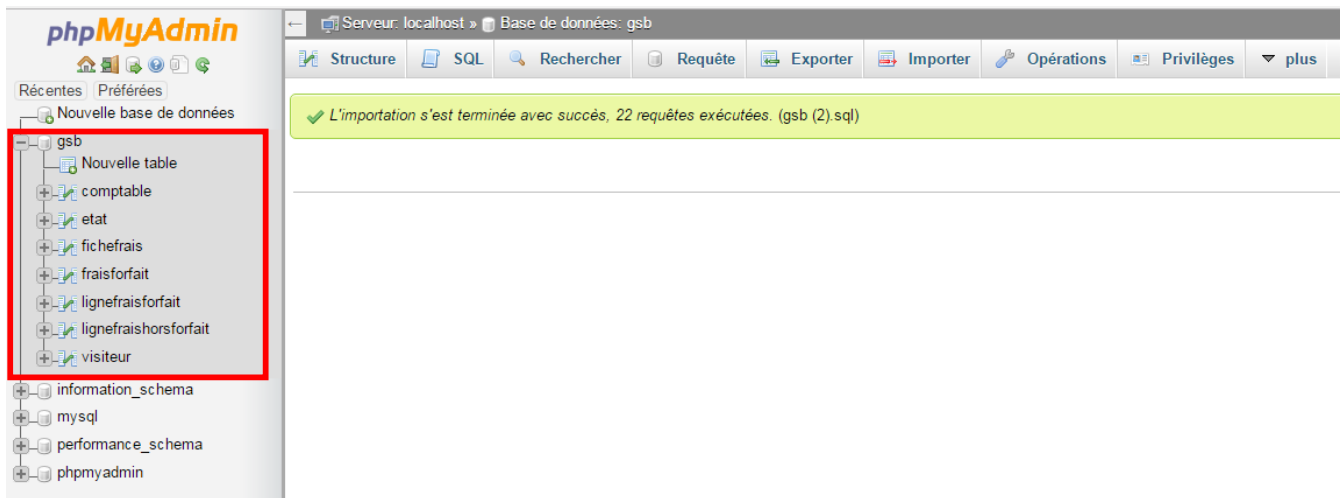 phpMyAdmin
Récentes Préférées
Nouvelle base de données
gsb
Nouvelle table
comptable
etat
fichefrais
fraisforfait
lignefraisforfait
lignefraishorsforfait
visiteur
information_schema
mysql
performance_schema
phpmyadmin
Serveur: localhost » Base de données: gsb
Structure SQL Rechercher Requête Exporter Importer Opérations Privilèges plus
L'importation s'est terminée avec succès, 22 requêtes exécutées. (gsb (2).sql)